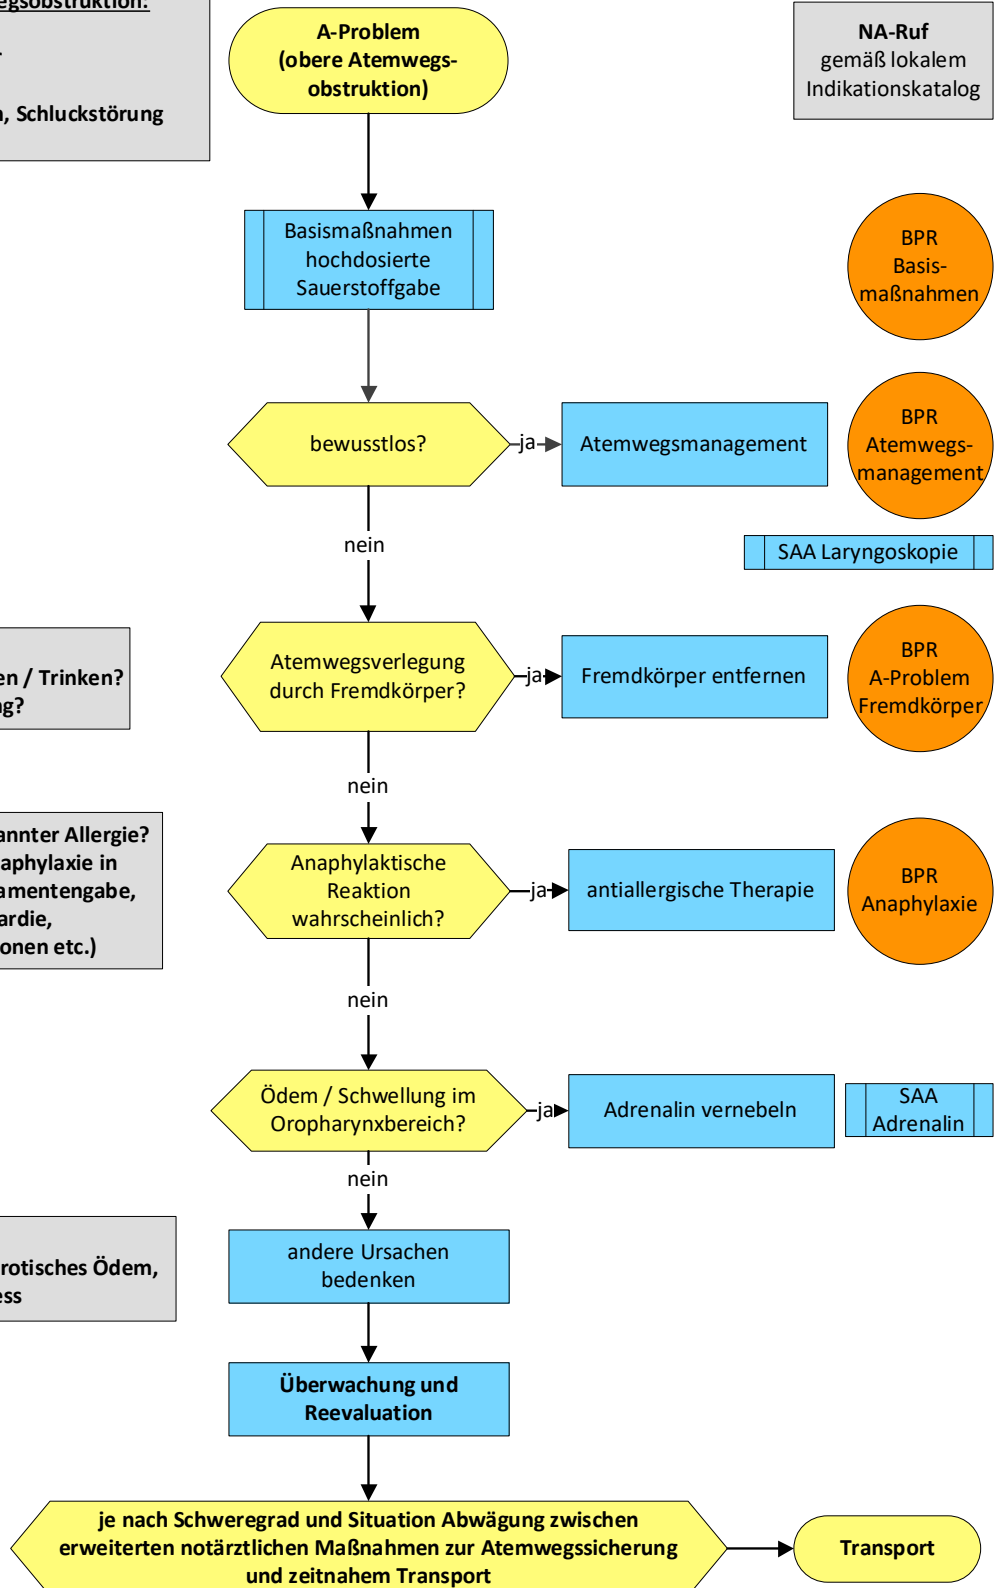 A-Problem
(obere Atemwegs-
obstruktion)
NA-Ruf
gemäß lokalem
Indikationskatalog
, Schluckstörung
Basismaßnahmen
hochdosierte
Sauerstoffgabe
BPR
Basis-
maßnahmen
bewusstlos?
ja
Atemwegsmanagement
BPR
Atemwegs-
management
nein
SAA Laryngoskopie
en / Trinken?
ng?
Atemwegsverlegung
durch Fremdkörper?
ja
Fremdkörper entfernen
BPR
A-Problem
Fremdkörper
nein
annter Allergie?
aphylaxie in
amentengabe,
ardie,
onen etc.)
Anaphylaktische
Reaktion
wahrscheinlich?
ja
antiallergische Therapie
BPR
Anaphylaxie
nein
Ödem / Schwellung im
Oropharynxbereich?
ja
Adrenalin vernebeln
SAA
Adrenalin
nein
rotisches Ödem,
ess
andere Ursachen
bedenken
Überwachung und
Reevaluation
je nach Schweregrad und Situation Abwägung zwischen
erweiterten notärztlichen Maßnahmen zur Atemwegssicherung
und zeitnahem Transport
Transport